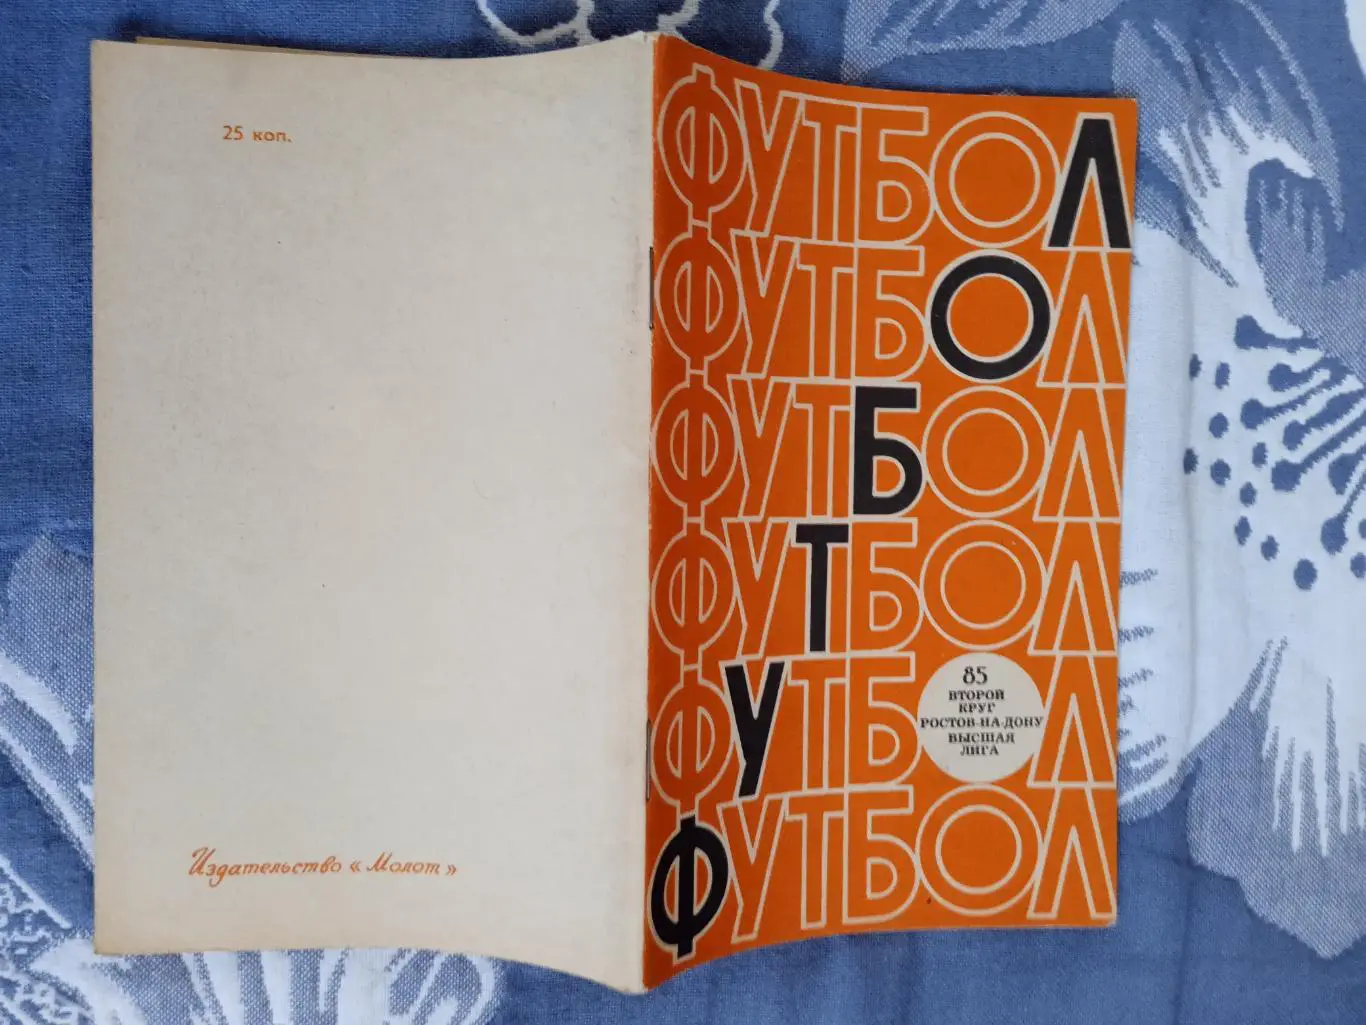 25 коп.
Издательство «Молот»
ФУТБОЛ
ФУТБОЛ
ФУТБОЛ
ФУТБОЛ
ФУТБОЛ
ФУТБОЛ
85
ВТОРОЙ
КРУГ
РОСТОВ-НА-ДОНУ
ВЫСШАЯ
ЛИГА